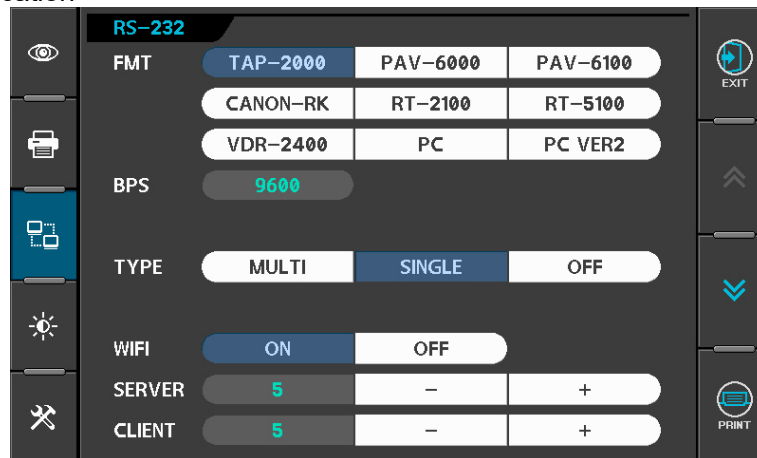 RS-232
FMT TAP-2000 PAV-6000 PAV-6100
EXIT
CANON-RK RT-2100 RT-5100
VDR-2400 PC PC VER2
BPS 9600
TYPE MULTI SINGLE OFF
WIFI ON OFF
SERVER 5 - +
CLIENT 5 - +
PRINT